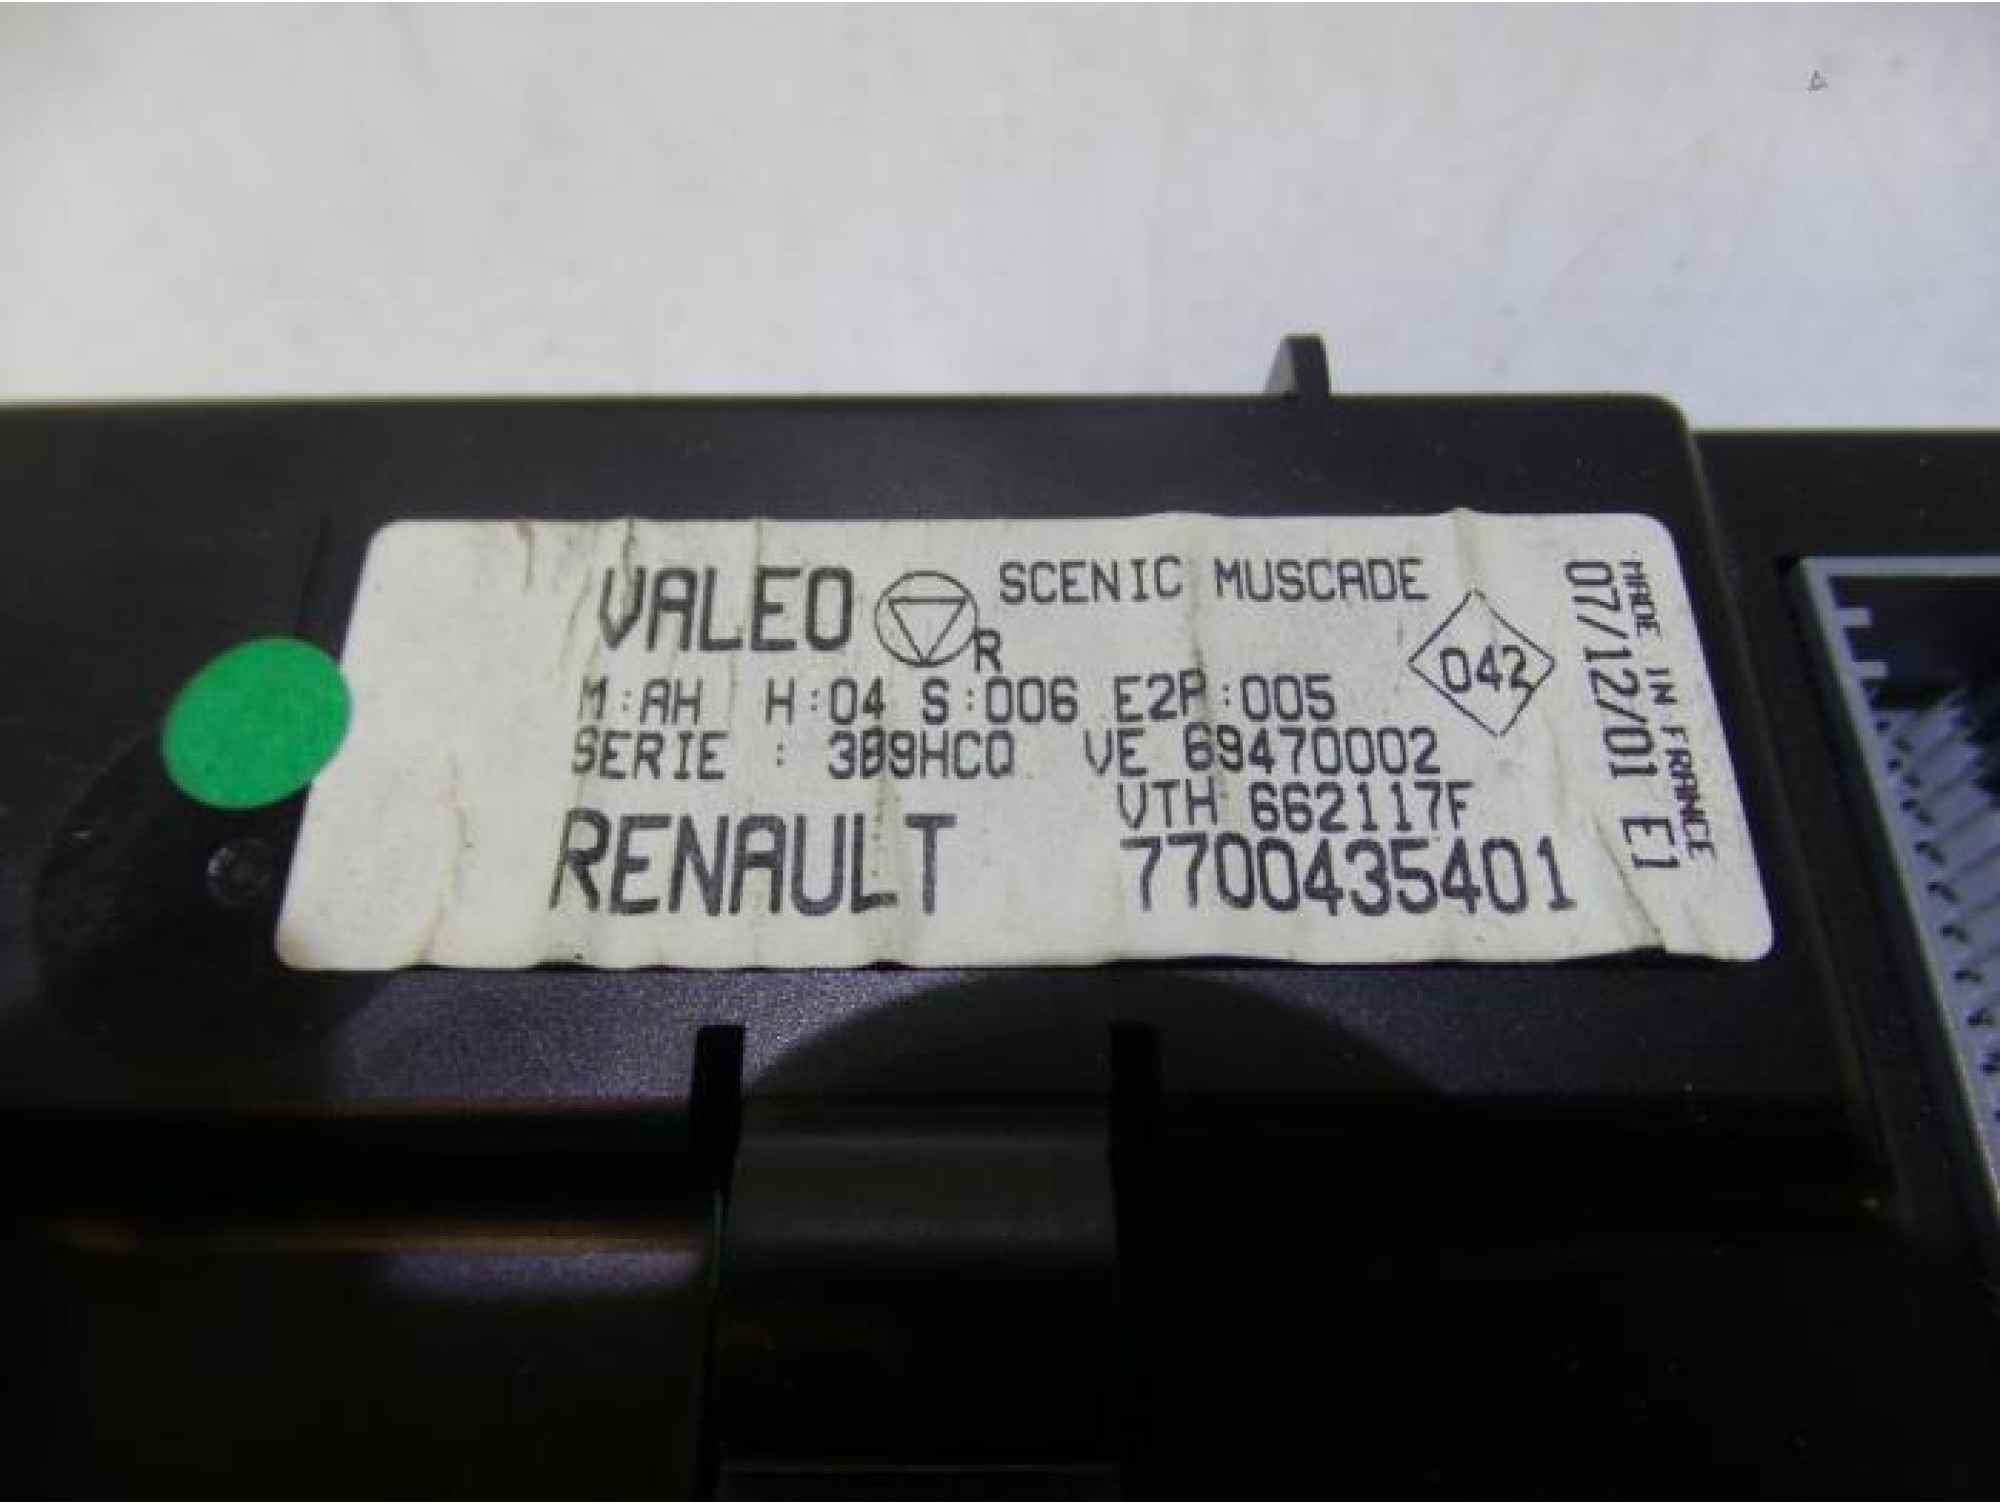 VALEO R SCENIC MUSCADE
M:AH H:04 S:006 E2P:005
042
SERIE : 3B9HCQ VE 69470002
VTH 662117F
RENAULT 7700435401
MADE IN FRANCE
07/12/01 E1